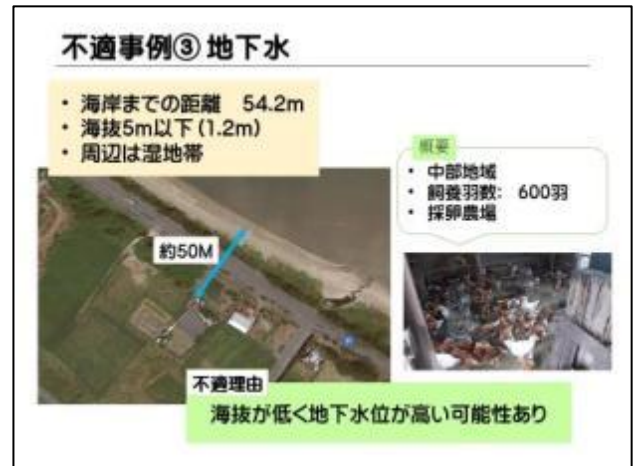 不適事例③ 地下水
・ 海岸までの距離 54.2m
・ 海抜5m以下 (1.2m)
・ 周辺は湿地帯
概要
・ 中部地域
・ 飼養羽数: 600羽
・ 採卵農場
約50M
不適理由
海抜が低く地下水位が高い可能性あり